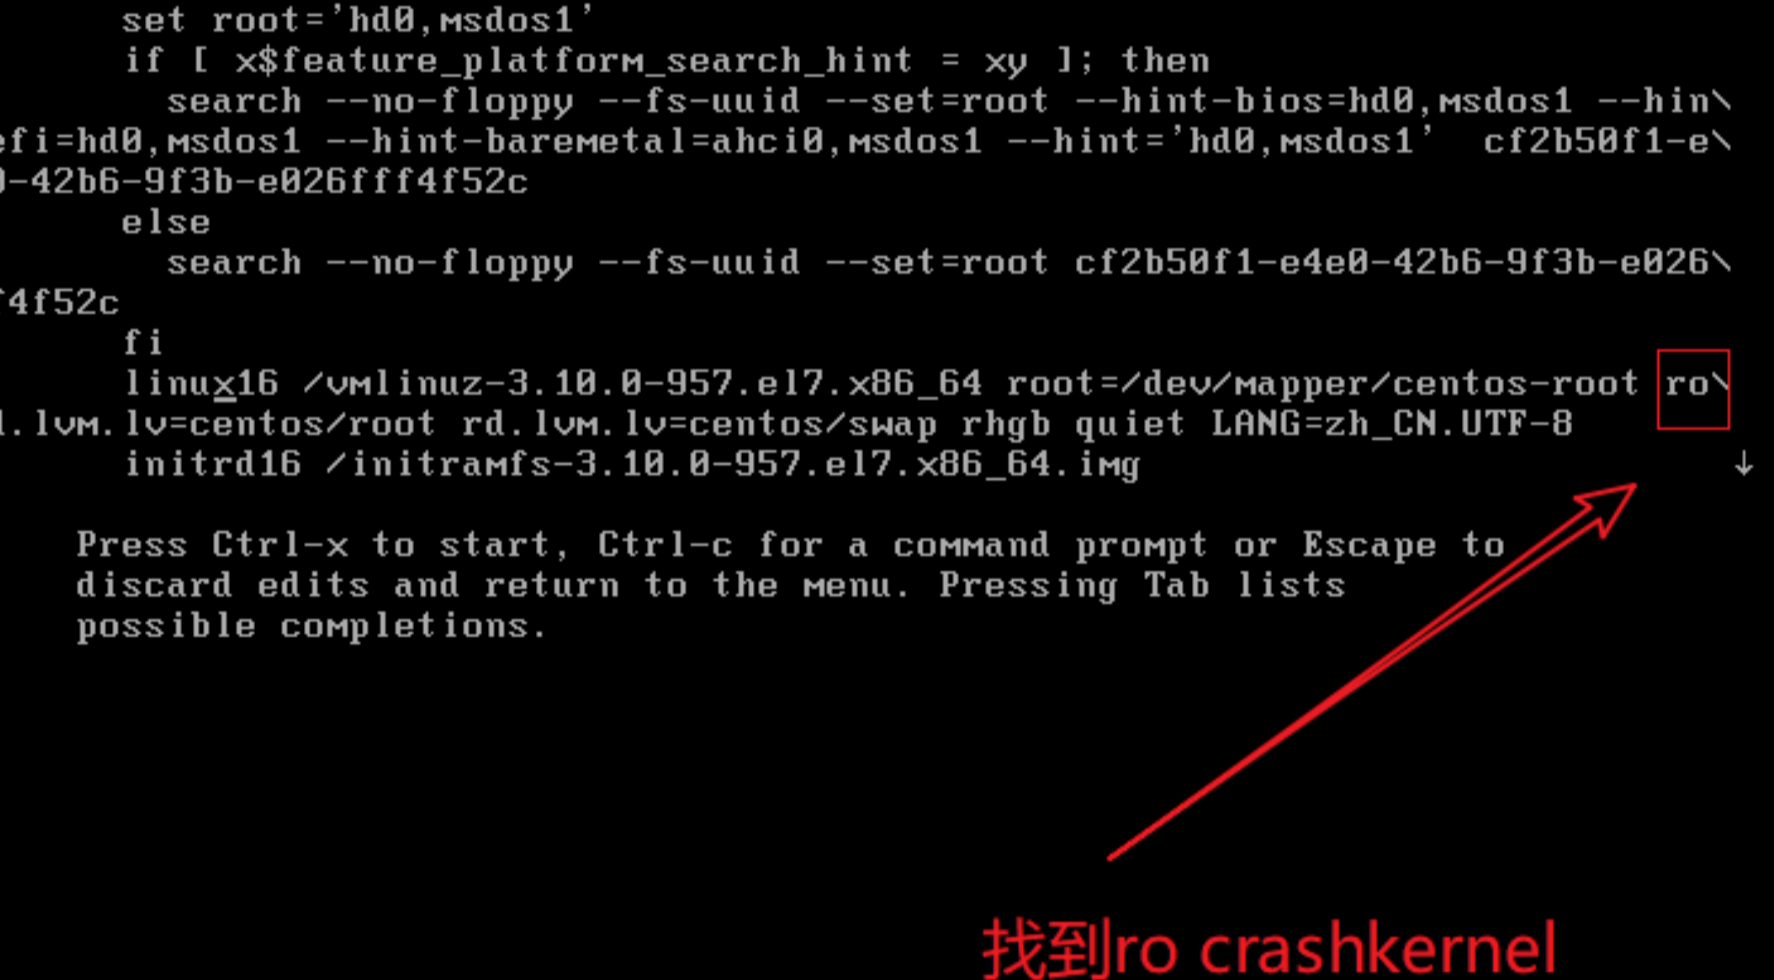 set root='hd0,msdos1'
if [ x$feature_platform_search_hint = xy ]; then
search --no-floppy --fs-uuid --set=root --hint-bios=hd0,msdos1 --hin\
efi=hd0,msdos1 --hint-baremetal=ahci0,msdos1 --hint='hd0,msdos1' cf2b50f1-e\
0-42b6-9f3b-e026fff4f52c
else
search --no-floppy --fs-uuid --set=root cf2b50f1-e4e0-42b6-9f3b-e026\
f4f52c
fi
linux16 /vmlinuz-3.10.0-957.el7.x86_64 root=/dev/mapper/centos-root ro\
d.lvm.lv=centos/root rd.lvm.lv=centos/swap rhgb quiet LANG=zh_CN.UTF-8
initrd16 /initramfs-3.10.0-957.el7.x86_64.img
Press Ctrl-x to start, Ctrl-c for a command prompt or Escape to
discard edits and return to the menu. Pressing Tab lists
possible completions.
找到ro crashkernel